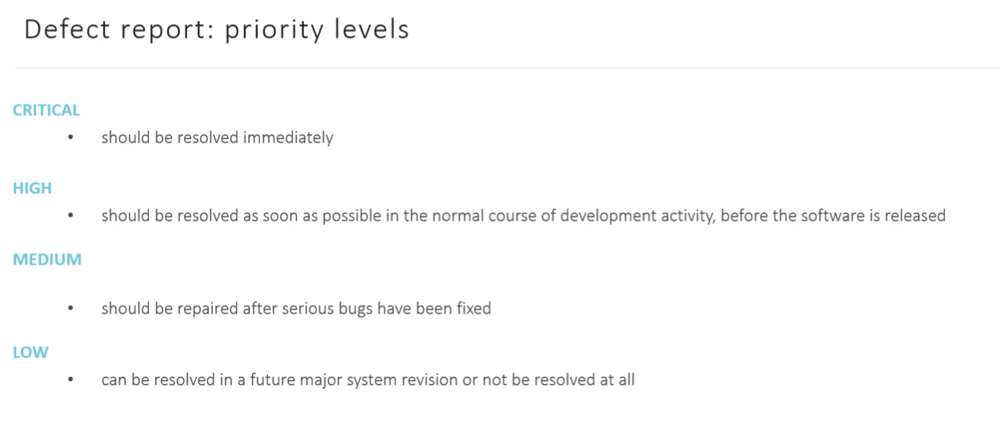 Defect report: priority levels
CRITICAL
• should be resolved immediately
HIGH
• should be resolved as soon as possible in the normal course of development activity, before the software is released
MEDIUM
• should be repaired after serious bugs have been fixed
LOW
• can be resolved in a future major system revision or not be resolved at all